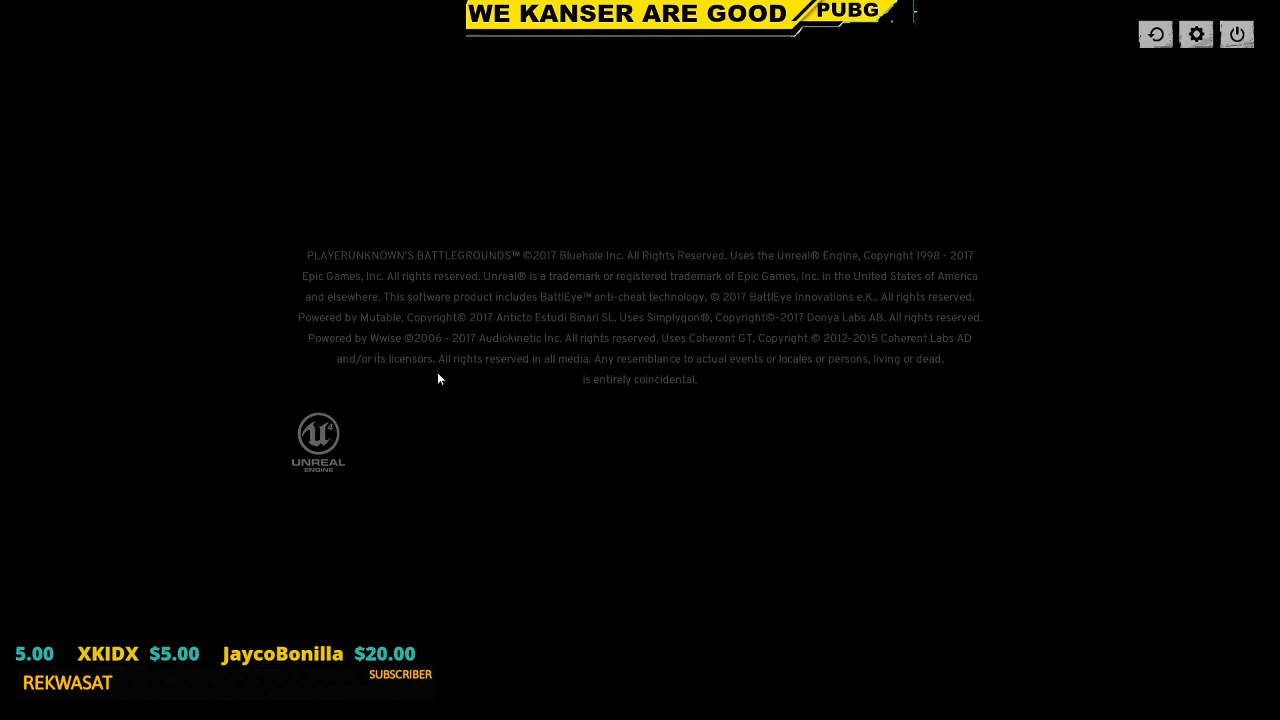 WE KANSER ARE GOOD PUBG
PLAYERUNKNOWN'S BATTLEGROUNDS™ ©2017 Bluehole Inc. All Rights Reserved. Uses the Unreal® Engine, Copyright 1998 - 2017
Epic Games, Inc. All rights reserved. Unreal® is a trademark or registered trademark of Epic Games, Inc. in the United States of America
and elsewhere. This software product includes BattlEye™ anti-cheat technology, © 2017 BattlEye Innovations e.K.. All rights reserved.
Powered by Mutable, Copyright© 2017 Anticto Estudi Binari SL. Uses Simplygon®, Copyright©-2017 Donya Labs AB. All rights reserved.
Powered by Wwise ©2006 - 2017 Audiokinetic Inc. All rights reserved. Uses Coherent GT, Copyright © 2012-2015 Coherent Labs AD
and/or its licensors. All rights reserved in all media. Any resemblance to actual events or locales or persons, living or dead,
is entirely coincidental.
4
UNREAL
ENGINE
5.00 XKIDX $5.00 JaycoBonilla $20.00
REKWASAT SUBSCRIBER